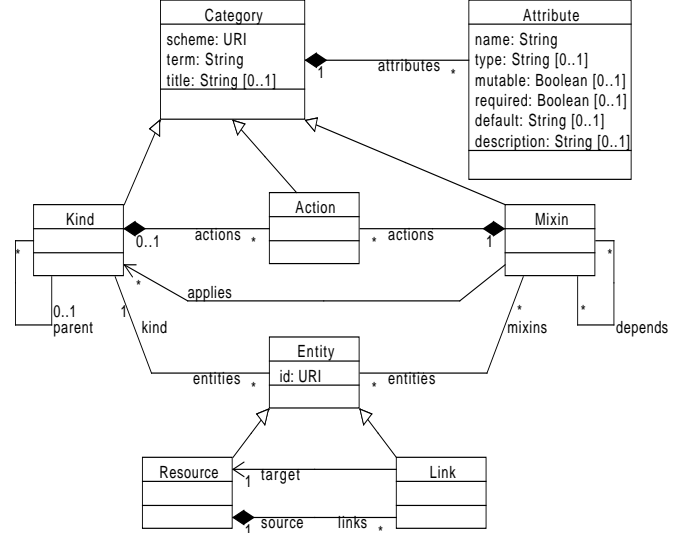 Category
scheme: URI
term: String
title: String [0..1]
Attribute
name: String
type: String [0..1]
mutable: Boolean [0..1]
required: Boolean [0..1]
default: String [0..1]
description: String [0..1]
1 attributes *
Kind
Action
Mixin
0..1 actions *
* actions 1
*
0..1
parent
* applies
1 kind
*
*
depends
*
mixins
Entity
id: URI
entities *
* entities
Resource
Link
1 target
1 source links *